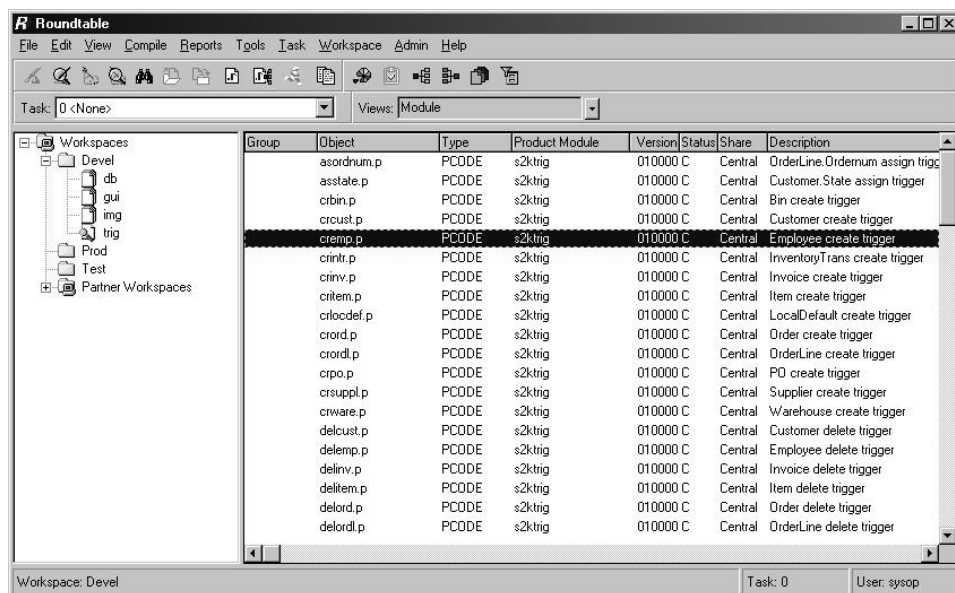 Roundtable
File Edit View Compile Reports Tools Task Workspace Admin Help
Task: 0 <None> Views: Module
Workspaces
Devel
db
gui
img
trig
Prod
Test
Partner Workspaces
Group Object Type Product Module Version Status Share Description
asordnum.p PCODE s2ktrig 010000 C Central OrderLine.Ordernum assign trigg
asstate.p PCODE s2ktrig 010000 C Central Customer.State assign trigger
crbin.p PCODE s2ktrig 010000 C Central Bin create trigger
crcust.p PCODE s2ktrig 010000 C Central Customer create trigger
cremp.p PCODE s2ktrig 010000 C Central Employee create trigger
crintr.p PCODE s2ktrig 010000 C Central InventoryTrans create trigger
crinv.p PCODE s2ktrig 010000 C Central Invoice create trigger
critem.p PCODE s2ktrig 010000 C Central Item create trigger
crlocdef.p PCODE s2ktrig 010000 C Central LocalDefault create trigger
crord.p PCODE s2ktrig 010000 C Central Order create trigger
crordl.p PCODE s2ktrig 010000 C Central OrderLine create trigger
crpo.p PCODE s2ktrig 010000 C Central PO create trigger
crsuppl.p PCODE s2ktrig 010000 C Central Supplier create trigger
crware.p PCODE s2ktrig 010000 C Central Warehouse create trigger
delcust.p PCODE s2ktrig 010000 C Central Customer delete trigger
delemp.p PCODE s2ktrig 010000 C Central Employee delete trigger
delinv.p PCODE s2ktrig 010000 C Central Invoice delete trigger
delitem.p PCODE s2ktrig 010000 C Central Item delete trigger
delord.p PCODE s2ktrig 010000 C Central Order delete trigger
delordl.p PCODE s2ktrig 010000 C Central OrderLine delete trigger
Workspace: Devel Task: 0 User: sysop